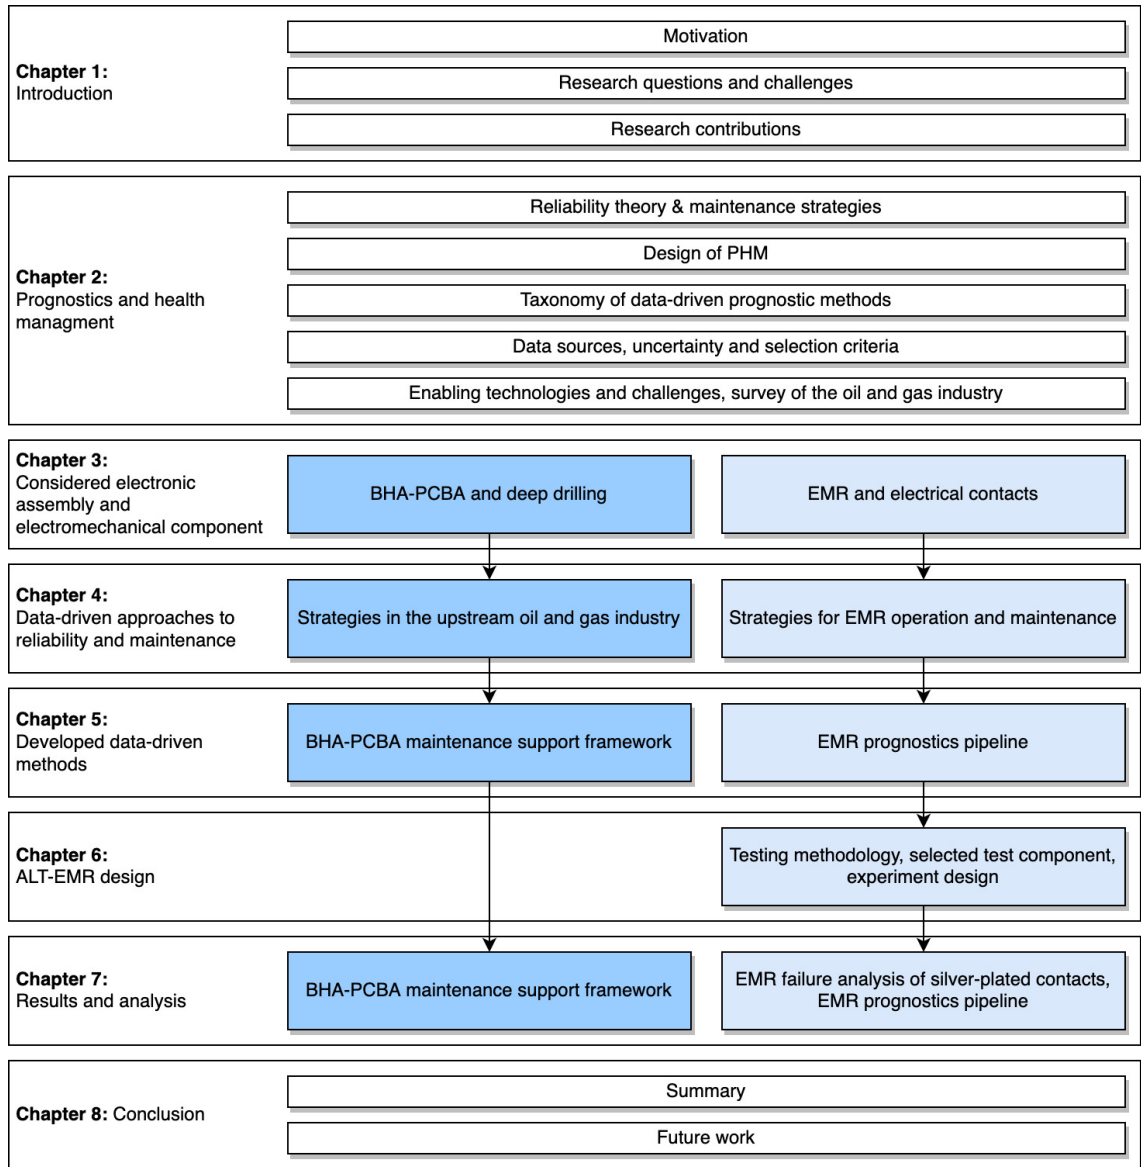 Chapter 1:
Introduction
Motivation
Research questions and challenges
Research contributions
Chapter 2:
Prognostics and health
managment
Reliability theory & maintenance strategies
Design of PHM
Taxonomy of data-driven prognostic methods
Data sources, uncertainty and selection criteria
Enabling technologies and challenges, survey of the oil and gas industry
Chapter 3:
Considered electronic
assembly and
electromechanical component
BHA-PCBA and deep drilling
EMR and electrical contacts
Chapter 4:
Data-driven approaches to
reliability and maintenance
Strategies in the upstream oil and gas industry
Strategies for EMR operation and maintenance
Chapter 5:
Developed data-driven
methods
BHA-PCBA maintenance support framework
EMR prognostics pipeline
Chapter 6:
ALT-EMR design
Testing methodology, selected test component,
experiment design
Chapter 7:
Results and analysis
BHA-PCBA maintenance support framework
EMR failure analysis of silver-plated contacts,
EMR prognostics pipeline
Chapter 8: Conclusion
Summary
Future work